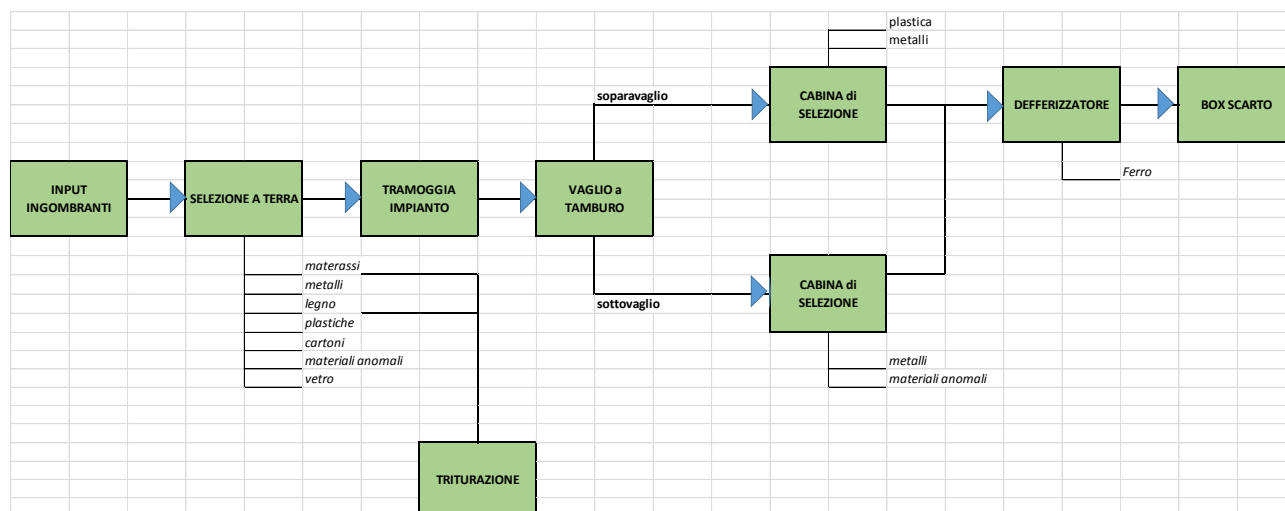 plastica
metalli
soparavaglio
CABINA di
SELEZIONE
DEFFERIZZATORE
BOX SCARTO
Ferro
INPUT
INGOMBRANTI
SELEZIONE A TERRA
TRAMOGGIA
IMPIANTO
VAGLIO a
TAMBURO
materassi
metalli
legno
plastiche
cartoni
materiali anomali
vetro
sottovaglio
CABINA di
SELEZIONE
metalli
materiali anomali
TRITURAZIONE